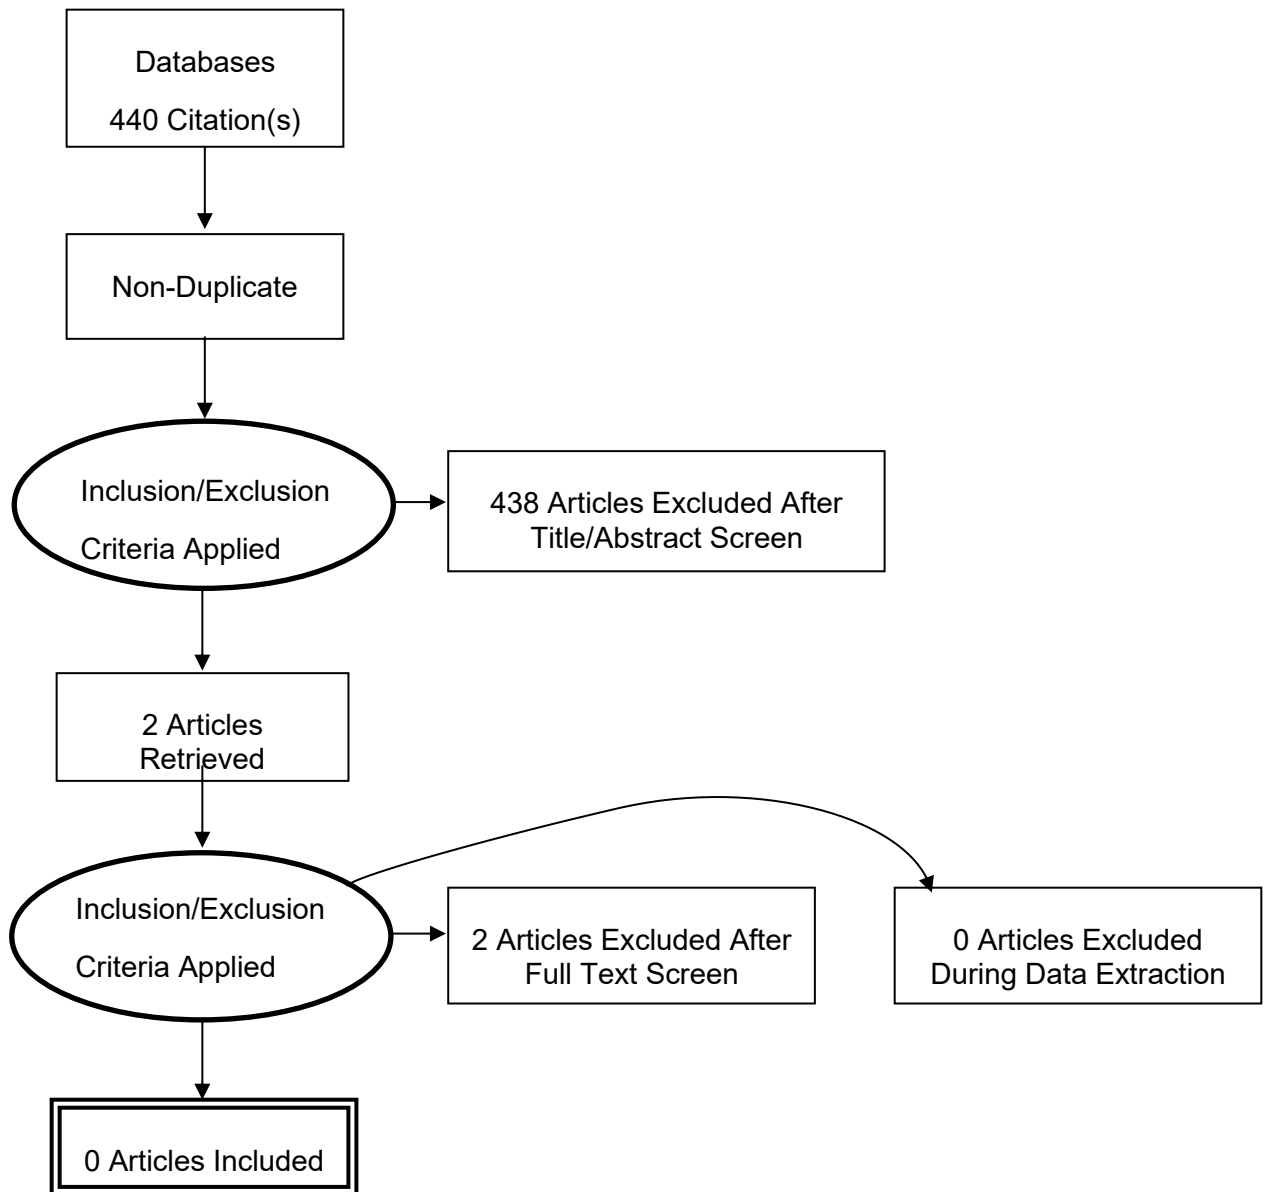 Databases
440 Citation(s)
Non-Duplicate
Inclusion/Exclusion
Criteria Applied
438 Articles Excluded After
Title/Abstract Screen
2 Articles
Retrieved
Inclusion/Exclusion
Criteria Applied
2 Articles Excluded After
Full Text Screen
0 Articles Excluded
During Data Extraction
0 Articles Included